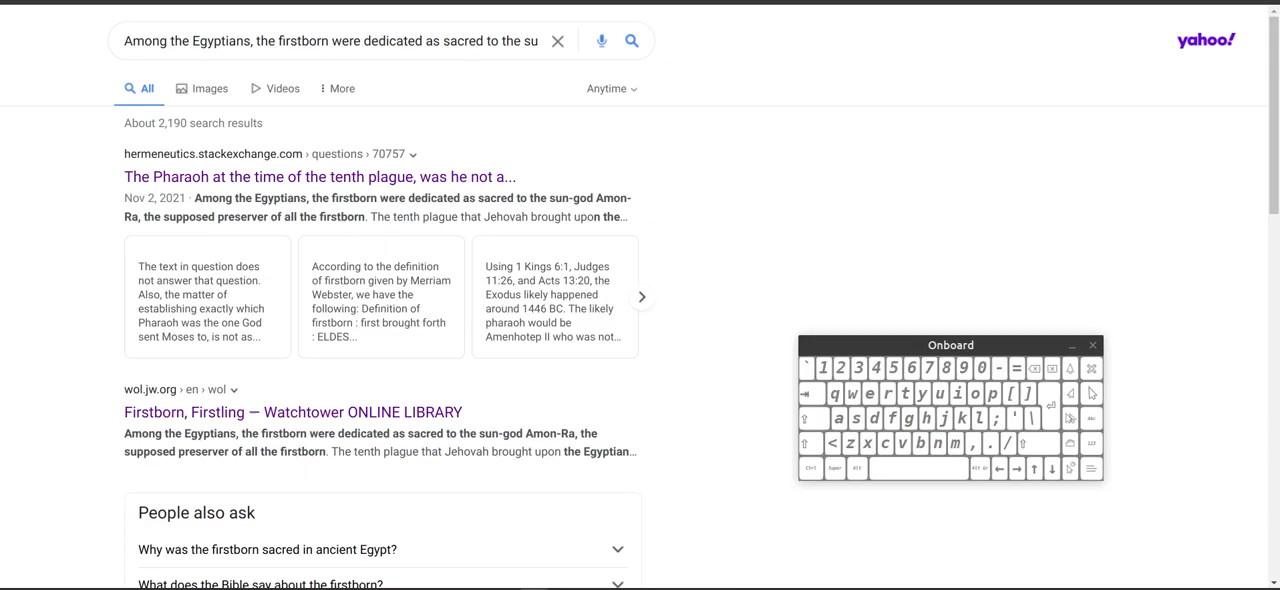 Among the Egyptians, the firstborn were dedicated as sacred to the su
yahoo!
All Images Videos More Anytime
About 2,190 search results
hermeneutics.stackexchange.com › questions › 70757
The Pharaoh at the time of the tenth plague, was he not a...
Nov 2, 2021 · Among the Egyptians, the firstborn were dedicated as sacred to the sun-god Amon-
Ra, the supposed preserver of all the firstborn. The tenth plague that Jehovah brought upon the...
The text in question does
not answer that question.
Also, the matter of
establishing exactly which
Pharaoh was the one God
sent Moses to, is not as...
According to the definition
of firstborn given by Merriam
Webster, we have the
following: Definition of
firstborn : first brought forth
: ELDES...
Using 1 Kings 6:1, Judges
11:26, and Acts 13:20, the
Exodus likely happened
around 1446 BC. The likely
pharaoh would be
Amenhotep II who was not...
wol.jw.org › en › wol
Firstborn, Firstling — Watchtower ONLINE LIBRARY
Among the Egyptians, the firstborn were dedicated as sacred to the sun-god Amon-Ra, the
supposed preserver of all the firstborn. The tenth plague that Jehovah brought upon the Egyptian...
People also ask
Why was the firstborn sacred in ancient Egypt?
What does the Bible say about the firstborn?
Onboard
` 1 2 3 4 5 6 7 8 9 0 - =
q w e r t y u i o p [ ]
a s d f g h j k l ; ' \ Abc
< z x c v b n m , . / 123
Ctrl Super Alt Alt Gr ← → ↑ ↓